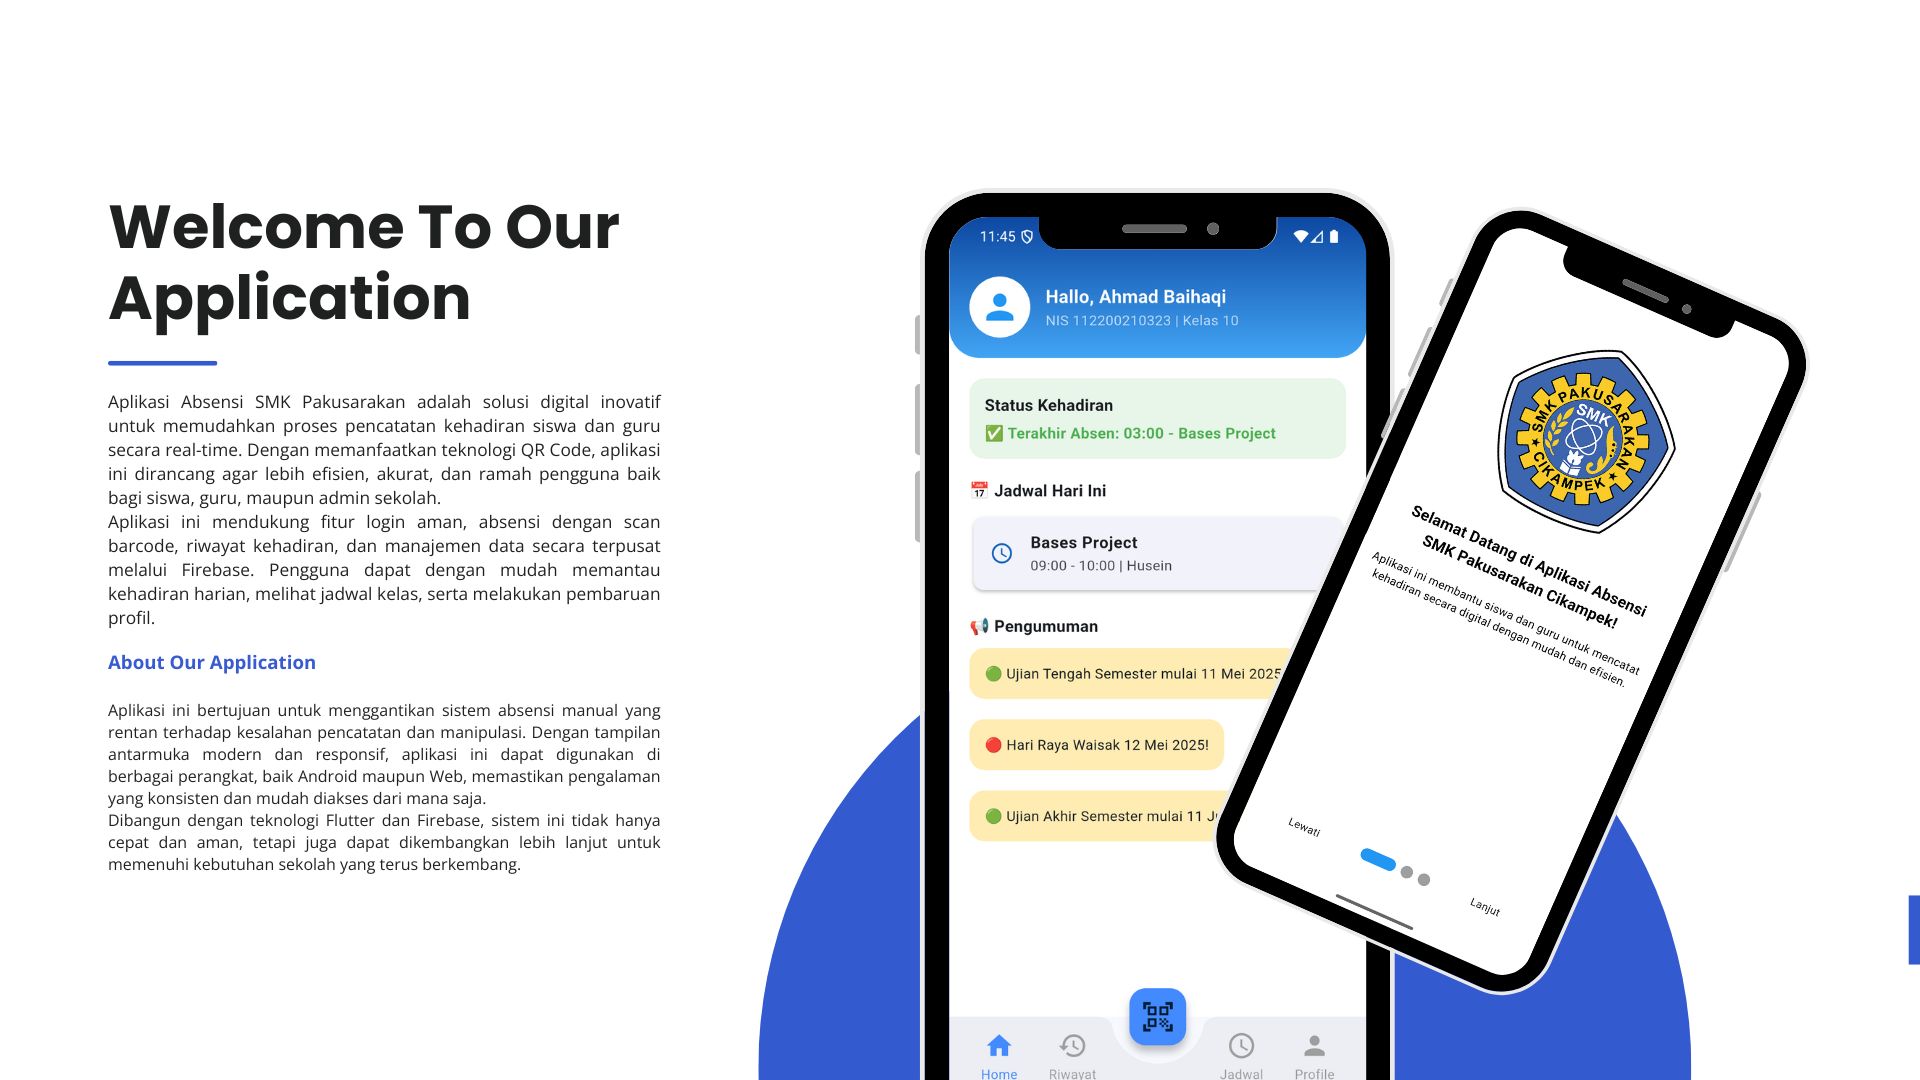 Welcome To Our
Application
Aplikasi Absensi SMK Pakusarakan adalah solusi digital inovatif
untuk memudahkan proses pencatatan kehadiran siswa dan guru
secara real-time. Dengan memanfaatkan teknologi QR Code, aplikasi
ini dirancang agar lebih efisien, akurat, dan ramah pengguna baik
bagi siswa, guru, maupun admin sekolah.
Aplikasi ini mendukung fitur login aman, absensi dengan scan
barcode, riwayat kehadiran, dan manajemen data secara terpusat
melalui Firebase. Pengguna dapat dengan mudah memantau
kehadiran harian, melihat jadwal kelas, serta melakukan pembaruan
profil.
About Our Application
Aplikasi ini bertujuan untuk menggantikan sistem absensi manual yang
rentan terhadap kesalahan pencatatan dan manipulasi. Dengan tampilan
antarmuka modern dan responsif, aplikasi ini dapat digunakan di
berbagai perangkat, baik Android maupun Web, memastikan pengalaman
yang konsisten dan mudah diakses dari mana saja.
Dibangun dengan teknologi Flutter dan Firebase, sistem ini tidak hanya
cepat dan aman, tetapi juga dapat dikembangkan lebih lanjut untuk
memenuhi kebutuhan sekolah yang terus berkembang.
11:45
Hallo, Ahmad Baihaqi
NIS 112200210323 | Kelas 10
Status Kehadiran
✅ Terakhir Absen: 03:00 - Bases Project
📅 Jadwal Hari Ini
Bases Project
09:00 - 10:00 | Husein
📢 Pengumuman
🟢 Ujian Tengah Semester mulai 11 Mei 2025
🔴 Hari Raya Waisak 12 Mei 2025!
🟢 Ujian Akhir Semester mulai 11
Home
Riwayat
Jadwal
Profile
SMK PAKUSARAKAN
SMK
CIKAMPEK
Selamat Datang di Aplikasi Absensi
SMK Pakusarakan Cikampek!
Aplikasi ini membantu siswa dan guru untuk mencatat
kehadiran secara digital dengan mudah dan efisien.
Lewati
Lanjut